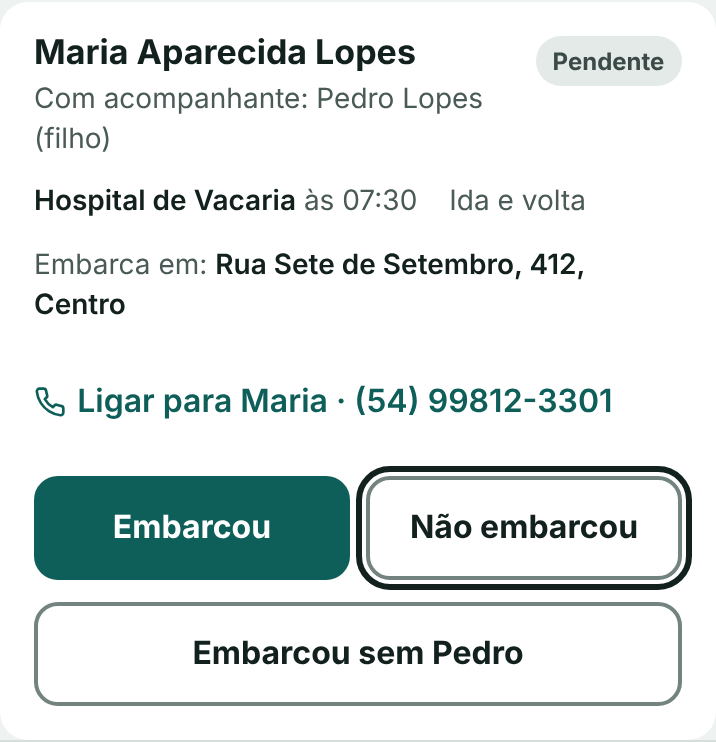 Maria Aparecida Lopes
Pendente
Com acompanhante: Pedro Lopes
(filho)
Hospital de Vacaria às 07:30 Ida e volta
Embarca em: Rua Sete de Setembro, 412,
Centro
Ligar para Maria · (54) 99812-3301
Embarcou
Não embarcou
Embarcou sem Pedro